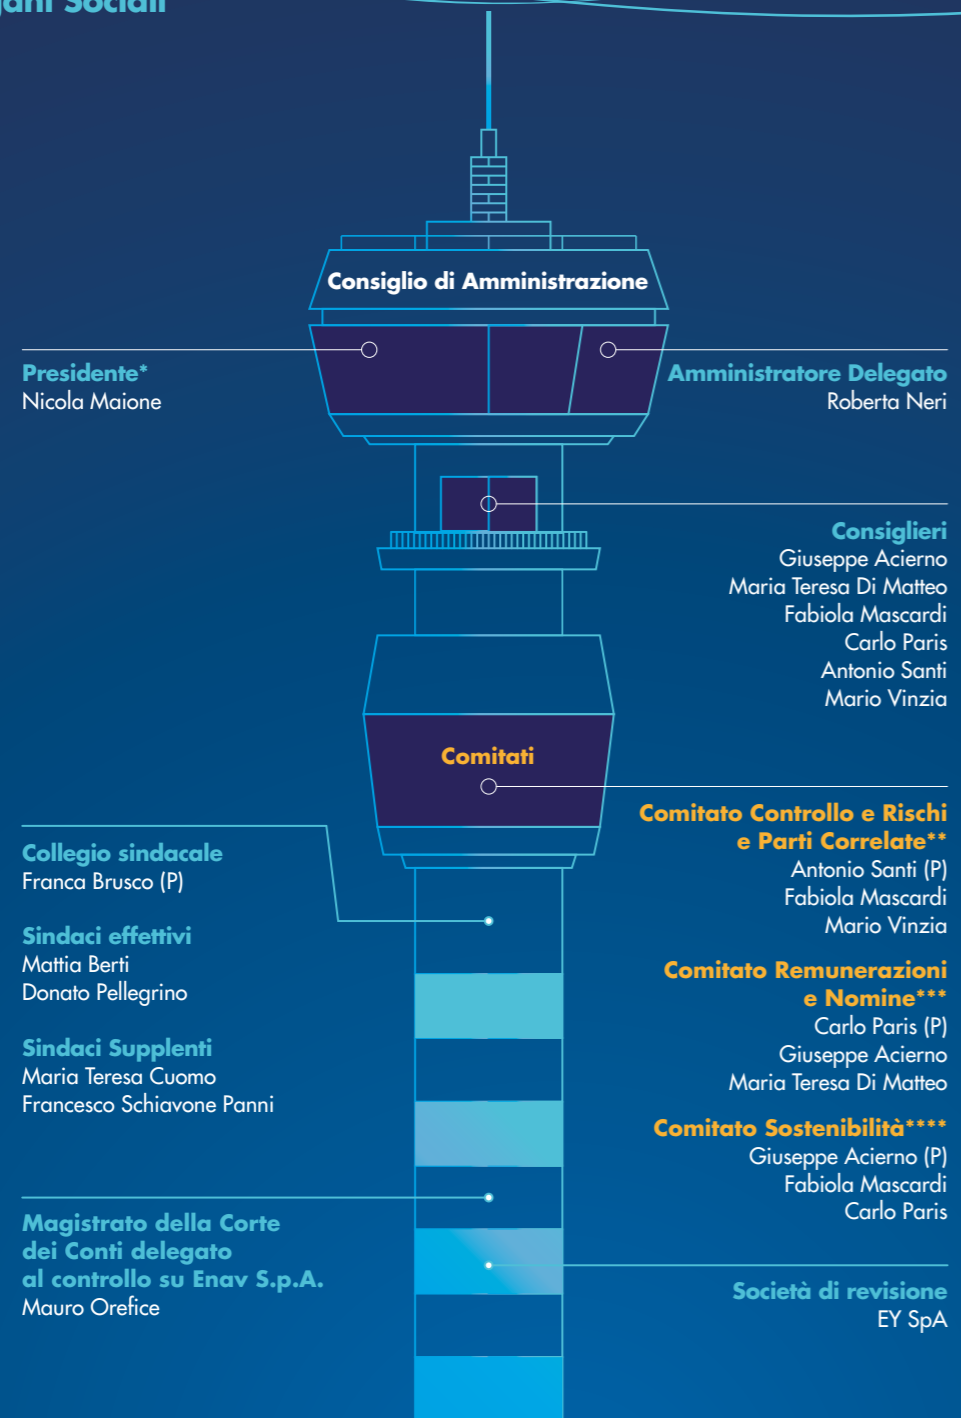 Sociali
Consiglio di Amministrazione
Presidente*
Nicola Maione
Amministratore Delegato
Roberta Neri
Consiglieri
Giuseppe Acierno
Maria Teresa Di Matteo
Fabiola Mascardi
Carlo Paris
Antonio Santi
Mario Vinzia
Comitati
Comitato Controllo e Rischi
e Parti Correlate**
Antonio Santi (P)
Fabiola Mascardi
Mario Vinzia
Comitato Remunerazioni
e Nomine***
Carlo Paris (P)
Giuseppe Acierno
Maria Teresa Di Matteo
Comitato Sostenibilità****
Giuseppe Acierno (P)
Fabiola Mascardi
Carlo Paris
Collegio sindacale
Franca Brusco (P)
Sindaci effettivi
Mattia Berti
Donato Pellegrino
Sindaci Supplenti
Maria Teresa Cuomo
Francesco Schiavone Panni
Magistrato della Corte
dei Conti delegato
al controllo su Enav S.p.A.
Mauro Orefice
Società di revisione
EY SpA